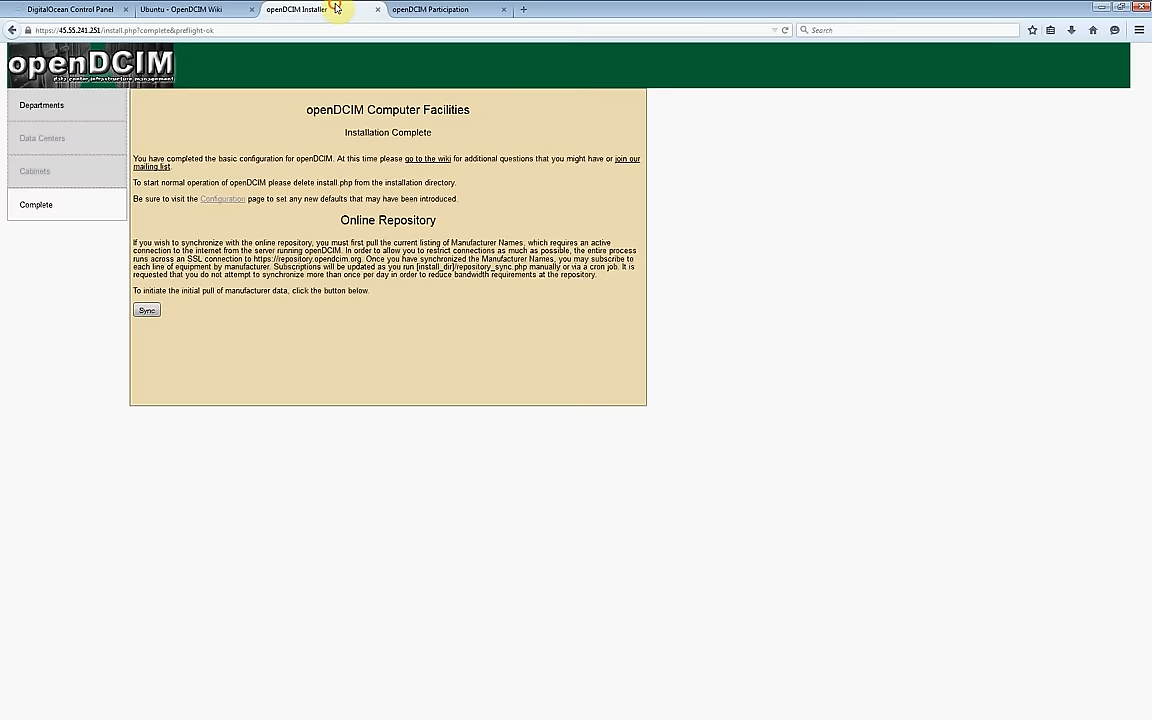 DigitalOcean Control Panel
Ubuntu - OpenDCIM Wiki
openDCIM Installer
openDCIM Participation
https://45.55.241.251/install.php?complete&preflight-ok
Search
openDCIM
data center infrastructure management
Departments
Data Centers
Cabinets
Complete
openDCIM Computer Facilities
Installation Complete
You have completed the basic configuration for openDCIM. At this time please go to the wiki for additional questions that you might have or join our
mailing list.
To start normal operation of openDCIM please delete install.php from the installation directory.
Be sure to visit the Configuration page to set any new defaults that may have been introduced.
Online Repository
If you wish to synchronize with the online repository, you must first pull the current listing of Manufacturer Names, which requires an active
connection to the internet from the server running openDCIM. In order to allow you to restrict connections as much as possible, the entire process
runs across an SSL connection to https://repository.opendcim.org. Once you have synchronized the Manufacturer Names, you may subscribe to
each line of equipment by manufacturer. Subscriptions will be updated as you run [install_dir]/repository_sync.php manually or via a cron job. It is
requested that you do not attempt to synchronize more than once per day in order to reduce bandwidth requirements at the repository.
To initiate the initial pull of manufacturer data, click the button below.
Sync